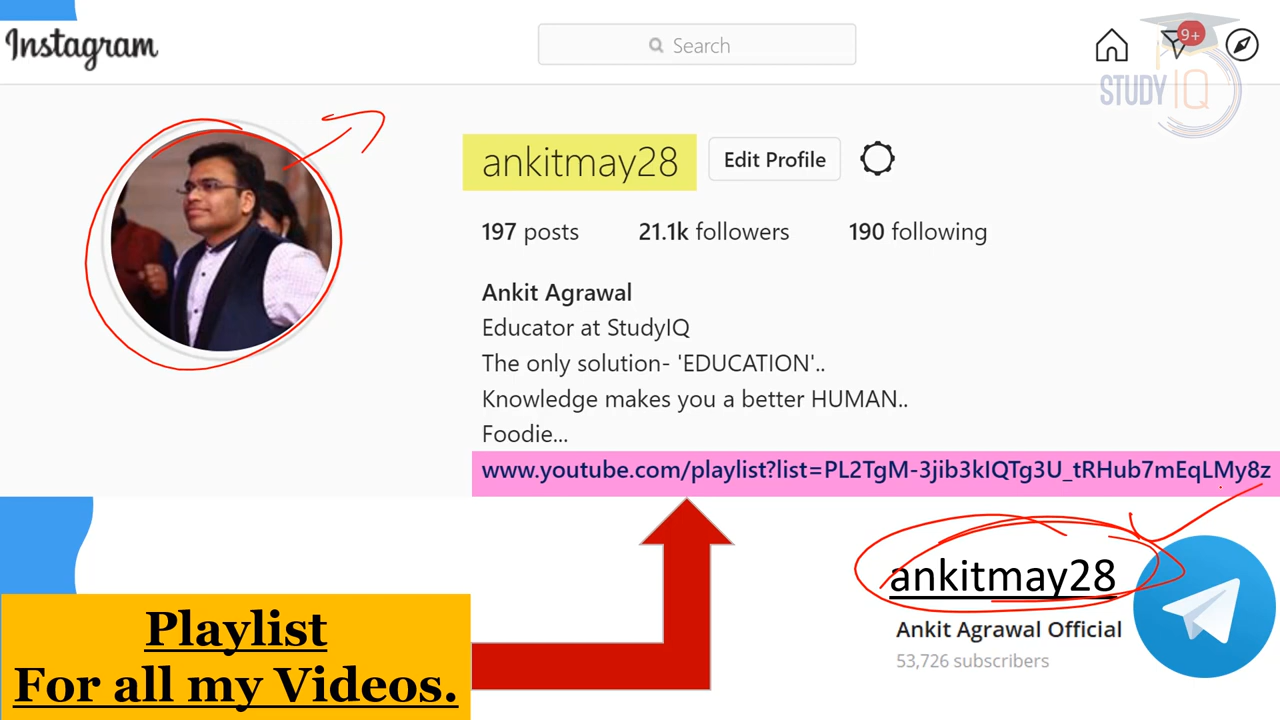 Instagram
Search
9+
STUDY IQ
ankitmay28
Edit Profile
197 posts 21.1k followers 190 following
Ankit Agrawal
Educator at StudyIQ
The only solution- 'EDUCATION'..
Knowledge makes you a better HUMAN..
Foodie...
www.youtube.com/playlist?list=PL2TgM-3jib3kIQTg3U_tRHub7mEqLMy8z
ankitmay28
Ankit Agrawal Official
53,726 subscribers
Playlist
For all my Videos.